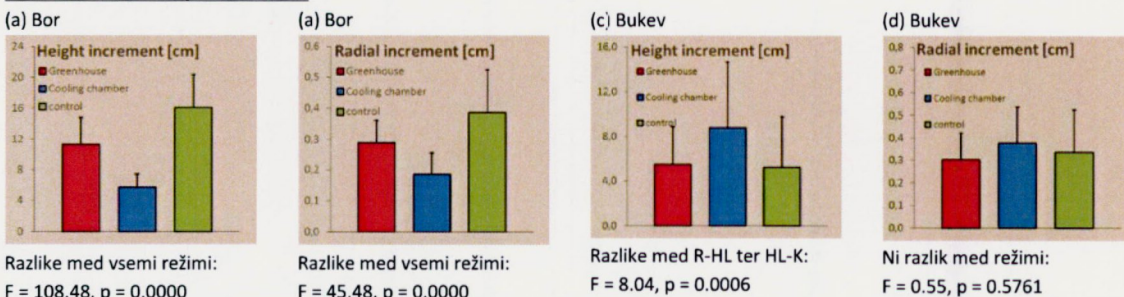 (a) Bor
Height increment [cm]
Greenhouse
Cooling chamber
control
24
20
16
12
8
4
0
Razlike med vsemi režimi:
F = 108.48, p = 0.0000
(a) Bor
Radial increment [cm]
Greenhouse
Cooling chamber
control
0,6
0,5
0,4
0,3
0,2
0,1
0,0
Razlike med vsemi režimi:
F = 45.48, p = 0.0000
(c) Bukev
Height increment [cm]
Greenhouse
Cooling chamber
control
16,0
12,0
8,0
4,0
0,0
Razlike med R-HL ter HL-K:
F = 8.04, p = 0.0006
(d) Bukev
Radial increment [cm]
Greenhouse
Cooling chamber
control
0,8
0,7
0,6
0,5
0,4
0,3
0,2
0,1
0,0
Ni razlik med režimi:
F = 0.55, p = 0.5761